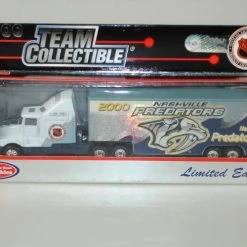 TEAM
COLLECTIBLE
2000
NASHVILLE
PREDATORS
Predators
Limited Ed